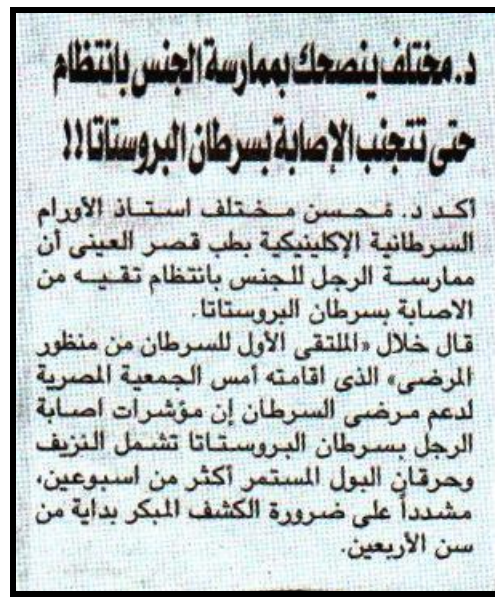 د. مختلف ينصحك بممارسة الجنس بانتظام
حتى تتجنب الإصابة بسرطان البروستاتا !!
أكد د. مُحسن مختلف استاذ الأورام
السرطانية الإكلينيكية بطب قصر العينى أن
ممارسة الرجل للجنس بانتظام تقيه من
الاصابة بسرطان البروستاتا.
قال خلال «الملتقى الأول للسرطان من منظور
المرضى» الذى اقامته أمس الجمعية المصرية
لدعم مرضى السرطان إن مؤشرات اصابة
الرجل بسرطان البروستاتا تشمل النزيف
وحرقان البول المستمر أكثر من اسبوعين،
مشدداً على ضرورة الكشف المبكر بداية من
سن الأربعين.